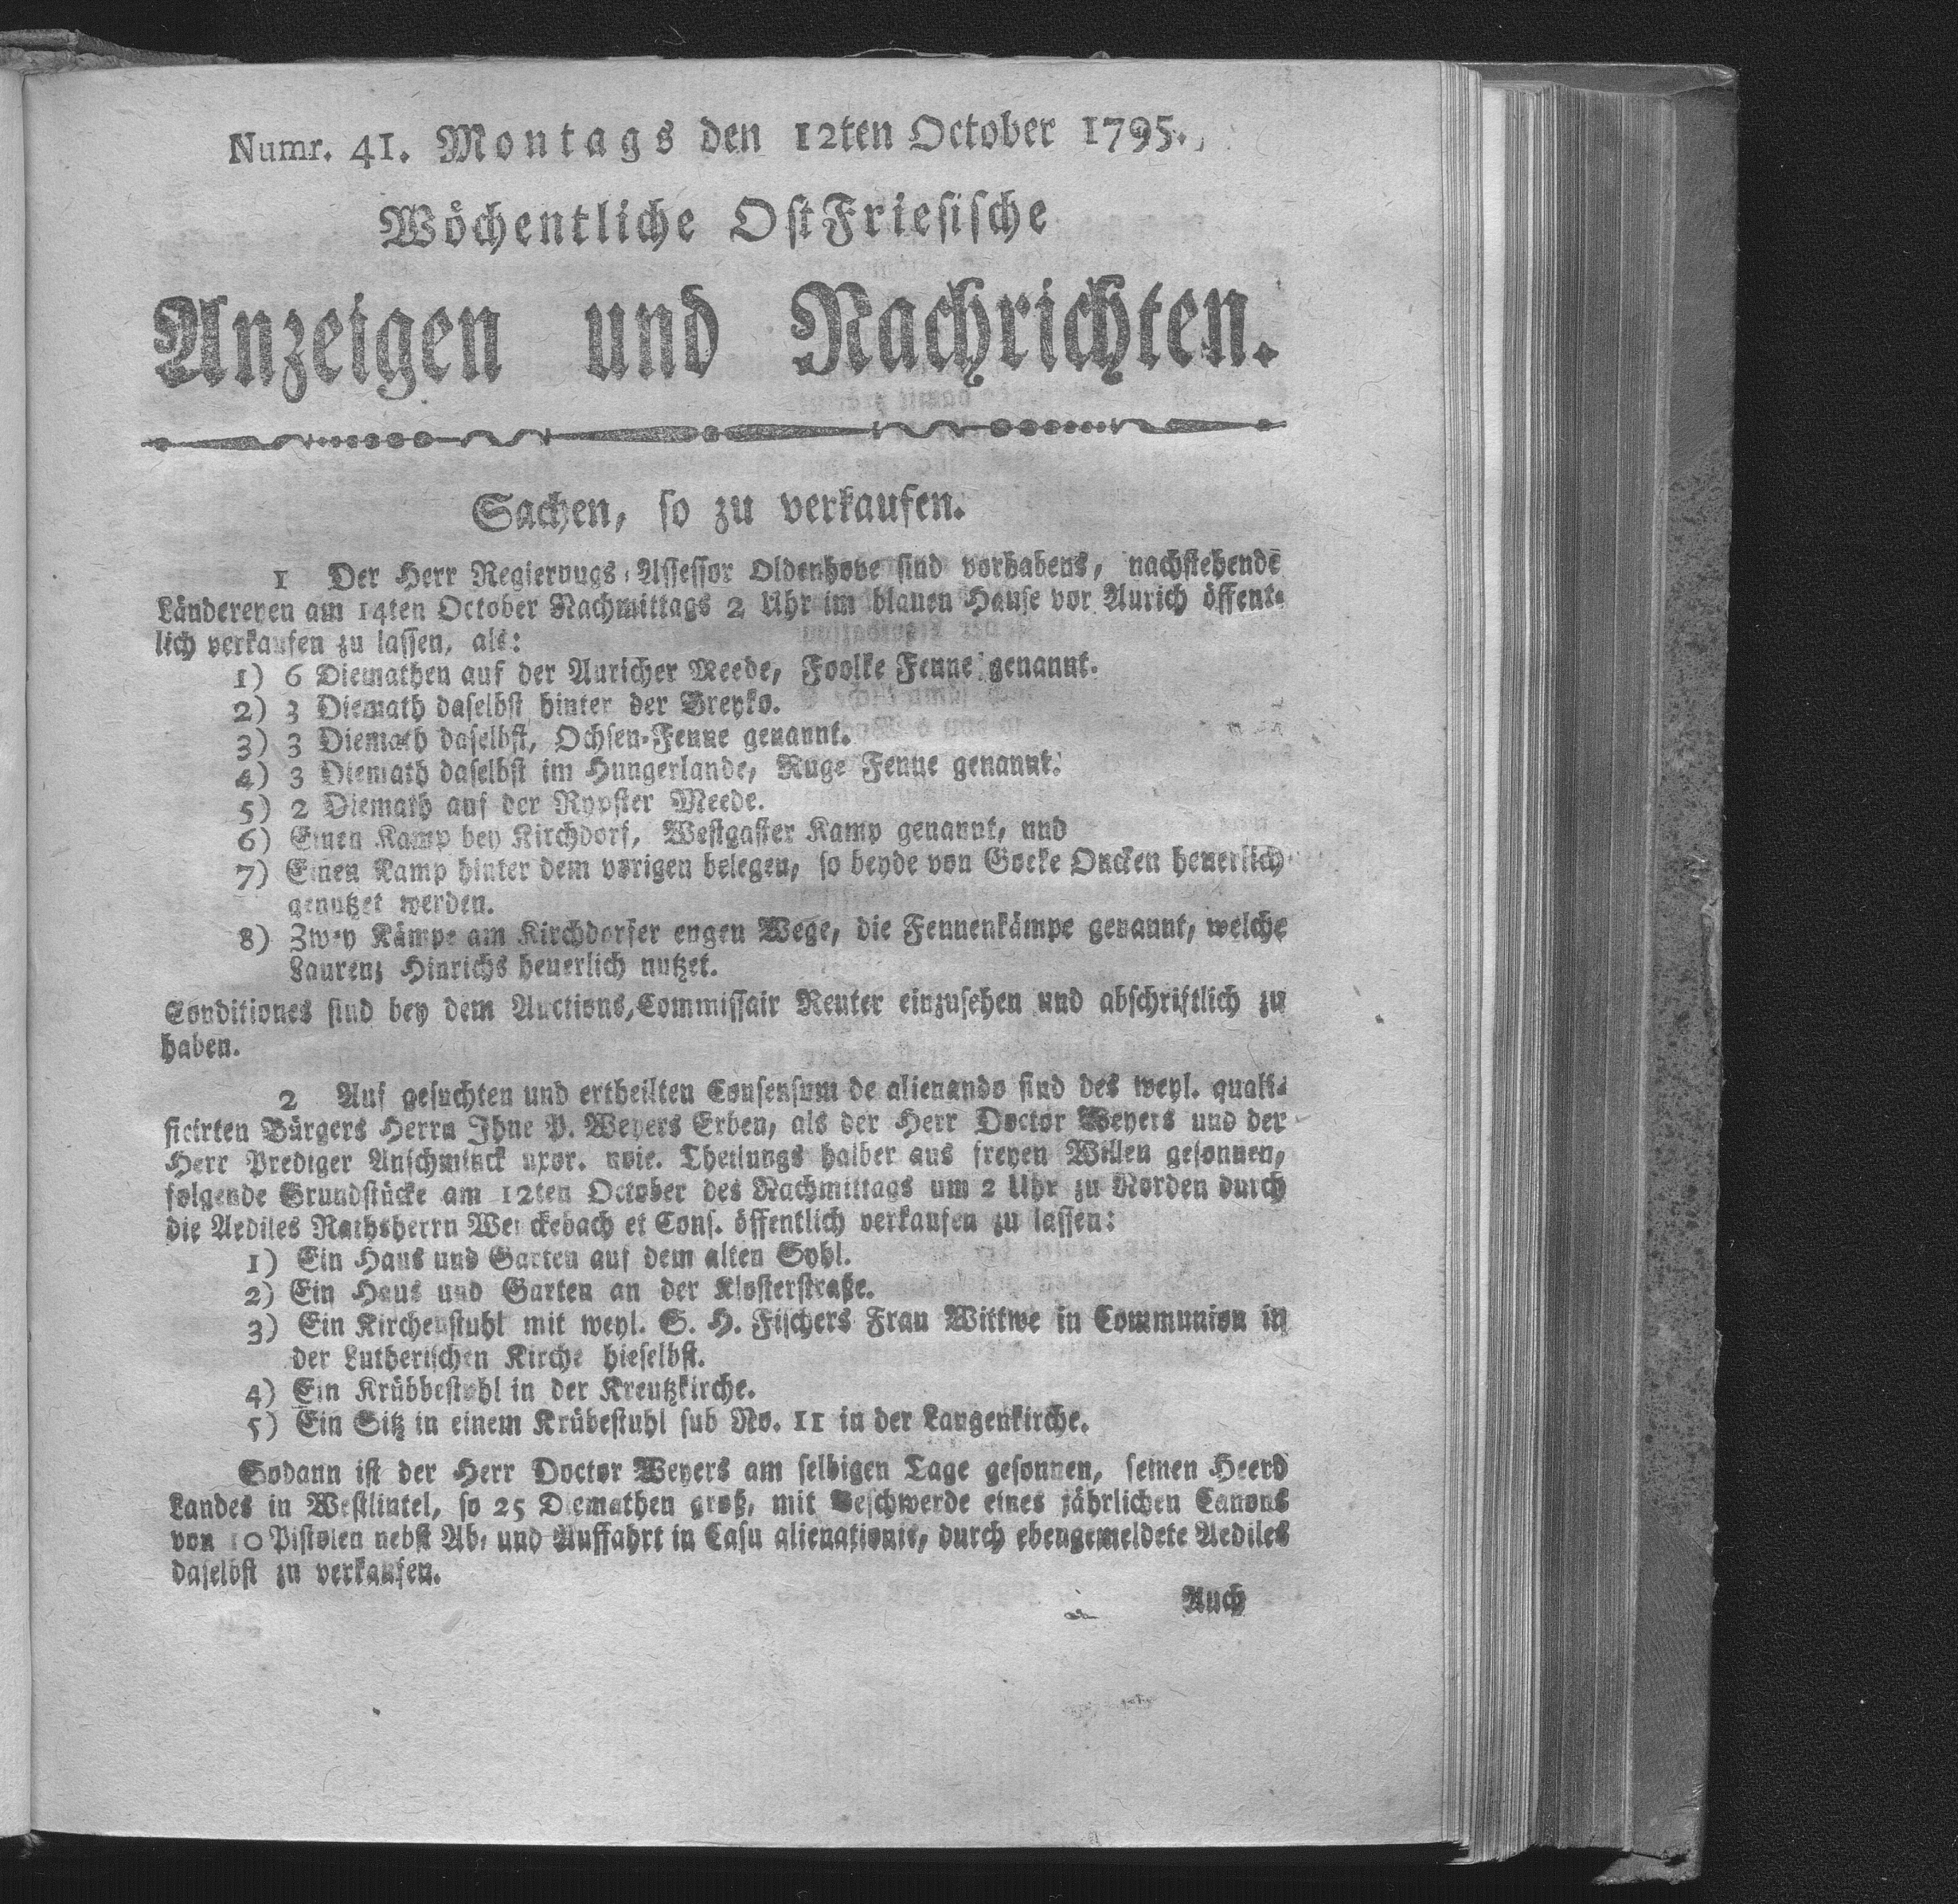 Numr. 41. Montags den 12ten October 1795.
Wöchentliche OstFriesische
Anzeigen und Nachrichten.
Sachen, so zu verkaufen.
1 Der Herr Regierungs-Assessor Oldenhove sind vorhabens, nachstehende
Ländereyen am 14ten October Nachmittags 2 Uhr im blauen Hause vor Aurich öffent-
lich verkaufen zu lassen, als:
1) 6 Diemathen auf der Auricher Meede, Foolke Fenne genannt.
2) 3 Diemath daselbst hinter der Breyko.
3) 3 Diemath daselbst, Ochsen-Fenne genannt.
4) 3 Diemath daselbst im Hungerlande, Ruge Fenne genannt.
5) 2 Diemath auf der Rypster Meede.
6) Einen Kamp bey Kirchdorf, Westgaster Kamp genannt, und
7) Einen Kamp hinter dem vorigen belegen, so beyde von Gocke Oncken heuerlich
genutzet werden.
8) Zwey Kämpe am Kirchdorfer engen Wege, die Fennenkämpe genannt, welche
Laurenz Hinrichs heuerlich nutzet.
Conditiones sind bey dem Auctions-Commissair Reuter einzusehen und abschriftlich zu
haben.
2 Auf gesuchten und ertheilten Consensum de alienando sind des weyl. quali-
ficirten Bürgers Herrn Ihne P. Weyers Erben, als der Herr Doctor Weyers und der
Herr Prediger Anschminck uxor. noie. Theilungs halber aus freyen Willen gesonnen,
folgende Grundstücke am 12ten October des Nachmittags um 2 Uhr zu Norden durch
die Aediles Rathsherrn Wenckebach et Cons. öffentlich verkaufen zu lassen:
1) Ein Haus und Garten auf dem alten Syhl.
2) Ein Haus und Garten an der Klosterstraße.
3) Ein Kirchenstuhl mit weyl. S. H. Fischers Frau Wittwe in Communion in
der Lutherischen Kirche hieselbst.
4) Ein Krübbestuhl in der Kreutzkirche.
5) Ein Sitz in einem Krübestuhl sub No. 11 in der Langenkirche.
Sodann ist der Herr Doctor Weyers am selbigen Tage gesonnen, seinen Heerd
Landes in Westlintel, so 25 Diemathen groß, mit Beschwerde eines jährlichen Canons
von 10 Pistolen nebst Ab- und Auffahrt in Casu alienationis, durch ebengemeldete Aediles
daselbst zu verkaufen.
Auch